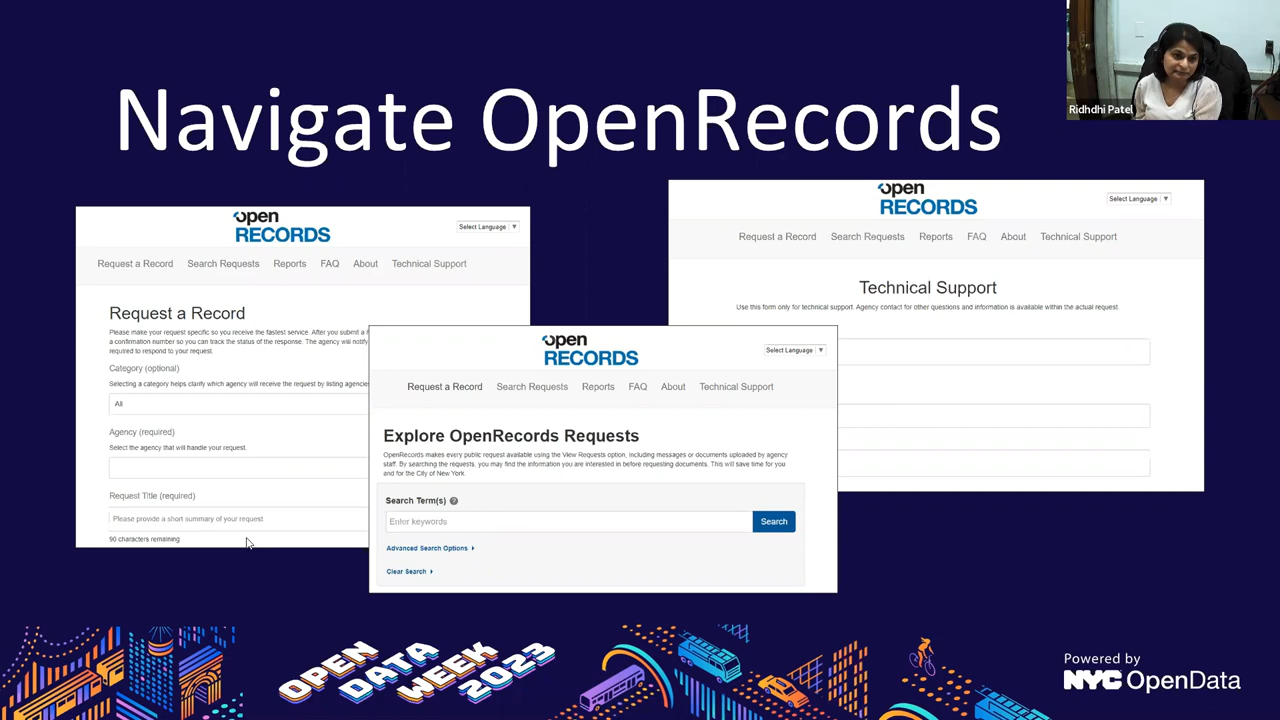 Navigate OpenRecords
Ridhdhi Patel
open
RECORDS
Select Language ▼
Request a Record Search Requests Reports FAQ About Technical Support
Request a Record
Please make your request specific so you receive the fastest service. After you submit a
a confirmation number so you can track the status of the response. The agency will notif
required to respond to your request.
Category (optional)
Selecting a category helps clarify which agency will receive the request by listing agencie
All
Agency (required)
Select the agency that will handle your request.
Request Title (required)
Please provide a short summary of your request
90 characters remaining
open
RECORDS
Select Language ▼
Request a Record Search Requests Reports FAQ About Technical Support
Explore OpenRecords Requests
OpenRecords makes every public request available using the View Requests option, including messages or documents uploaded by agency
staff. By searching the requests, you may find the information you are interested in before requesting documents. This will save time for you
and for the City of New York.
Search Term(s) ?
Enter keywords
Search
Advanced Search Options
Clear Search
open
RECORDS
Select Language ▼
Request a Record Search Requests Reports FAQ About Technical Support
Technical Support
Use this form only for technical support. Agency contact for other questions and information is available within the actual request.
OPEN
DATA
WEEK
2023
Powered by
NYC OpenData